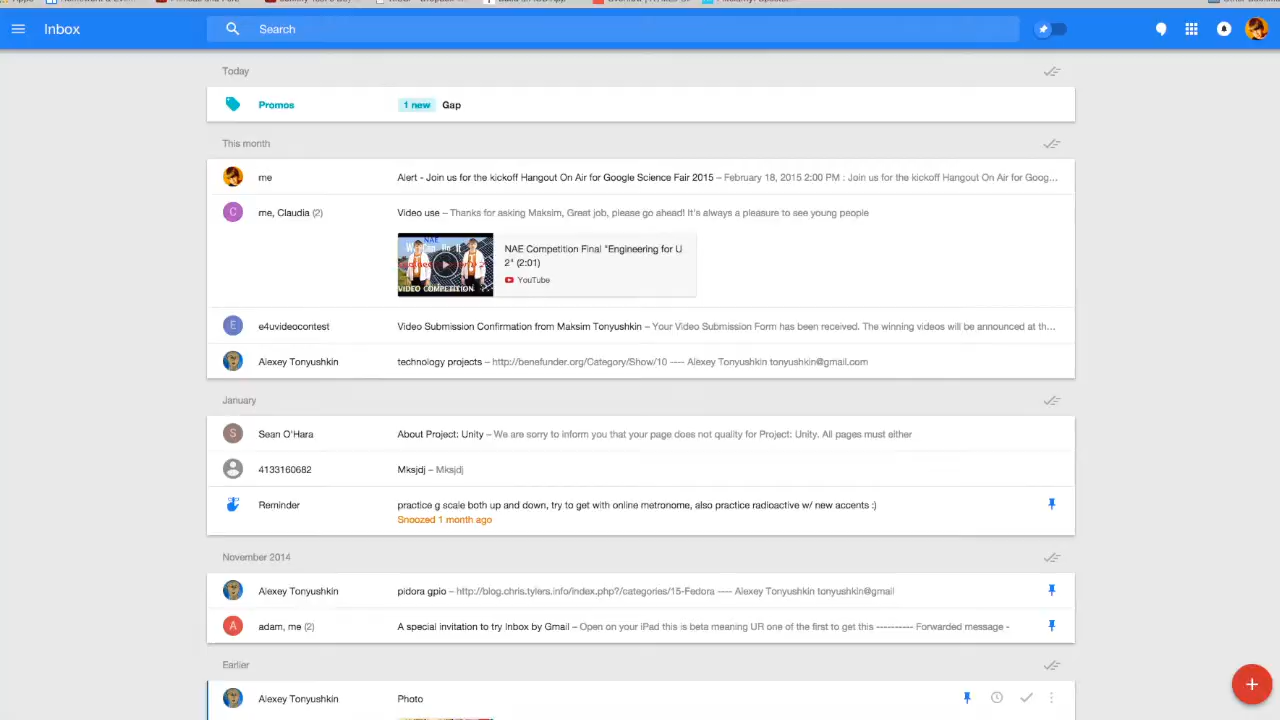 Inbox
Search
Today
Promos 1 new Gap
This month
me Alert - Join us for the kickoff Hangout On Air for Google Science Fair 2015 – February 18, 2015 2:00 PM : Join us for the kickoff Hangout On Air for Goog...
C me, Claudia (2) Video use – Thanks for asking Maksim, Great job, please go ahead! It's always a pleasure to see young people
NAE
We Can Do It
VIDEO COMPETITION
NAE Competition Final "Engineering for U
2" (2:01)
YouTube
E e4uvideocontest Video Submission Confirmation from Maksim Tonyushkin – Your Video Submission Form has been received. The winning videos will be announced at th...
Alexey Tonyushkin technology projects – http://benefunder.org/Category/Show/10 ---- Alexey Tonyushkin tonyushkin@gmail.com
January
S Sean O'Hara About Project: Unity – We are sorry to inform you that your page does not quality for Project: Unity. All pages must either
4133160682 Mksjdj – Mksjdj
Reminder practice g scale both up and down, try to get with online metronome, also practice radioactive w/ new accents :)
Snoozed 1 month ago
November 2014
Alexey Tonyushkin pidora gpio – http://blog.chris.tylers.info/index.php?/categories/15-Fedora ---- Alexey Tonyushkin tonyushkin@gmail
A adam, me (2) A special invitation to try Inbox by Gmail – Open on your iPad this is beta meaning UR one of the first to get this ---------- Forwarded message -
Earlier
Alexey Tonyushkin Photo